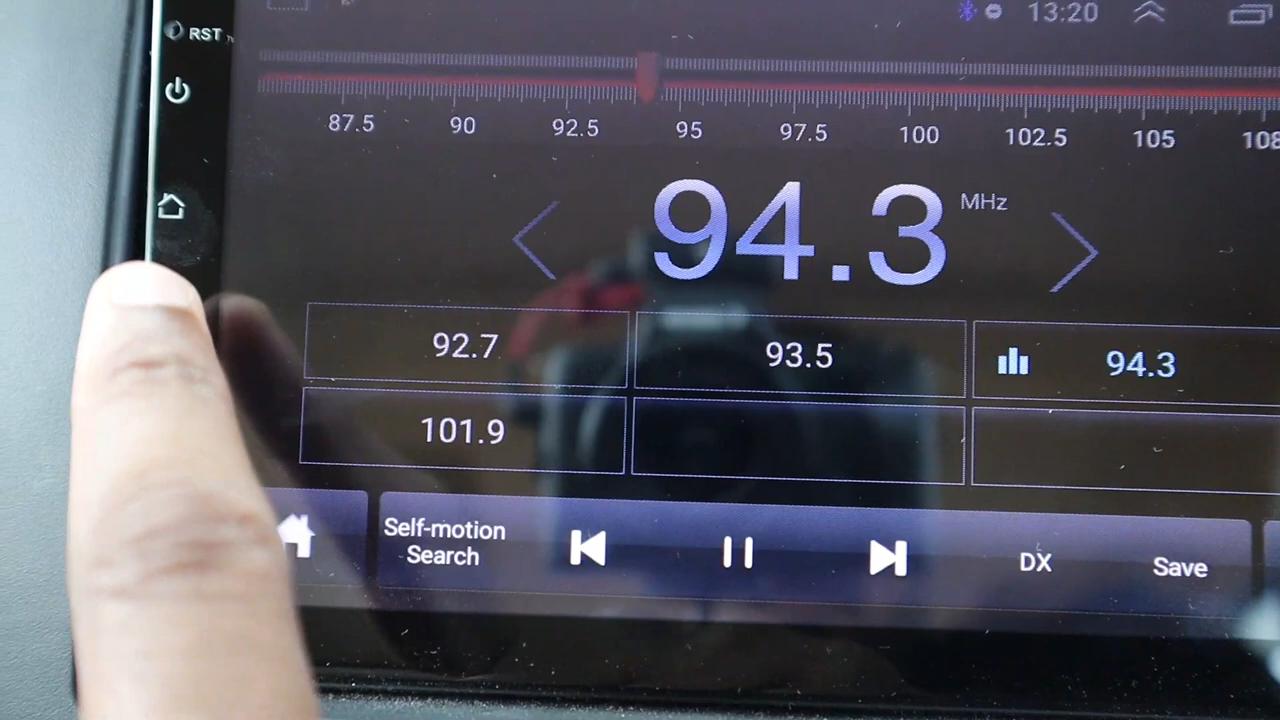 RST
13:20
87.5 90 92.5 95 97.5 100 102.5 105 108
94.3 MHz
92.7 93.5 94.3
101.9
Self-motion
Search
DX
Save